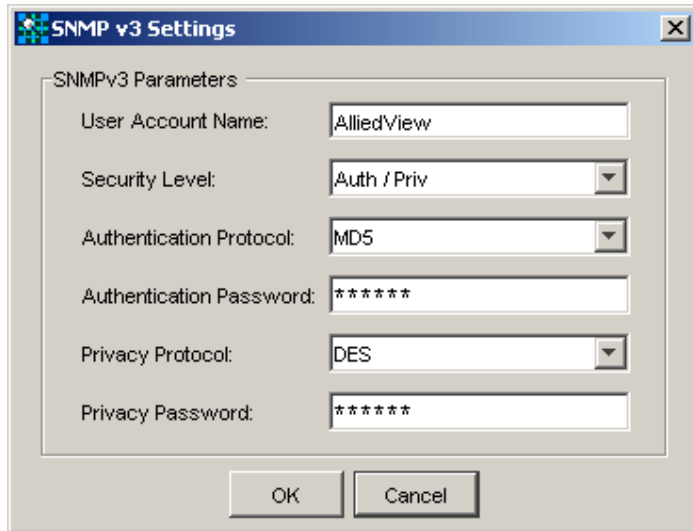 SNMP v3 Settings
SNMPv3 Parameters
User Account Name: AlliedView
Security Level: Auth / Priv
Authentication Protocol: MD5
Authentication Password: ******
Privacy Protocol: DES
Privacy Password: ******
OK Cancel